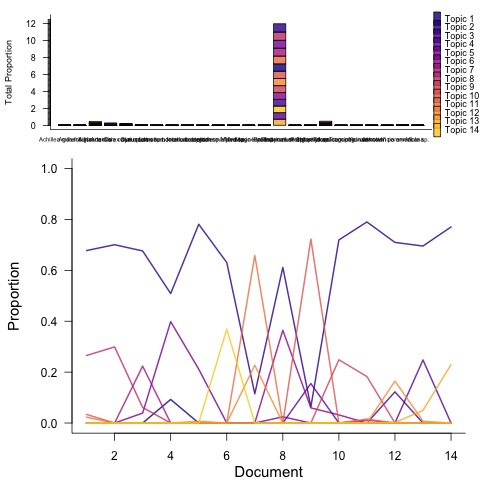 Total Proportion
12
10
8
6
4
2
0
Topic 1
Topic 2
Topic 3
Topic 4
Topic 5
Topic 6
Topic 7
Topic 8
Topic 9
Topic 10
Topic 11
Topic 12
Topic 13
Topic 14
Proportion
1.0
0.8
0.6
0.4
0.2
0.0
2 4 6 8 10 12 14
Document